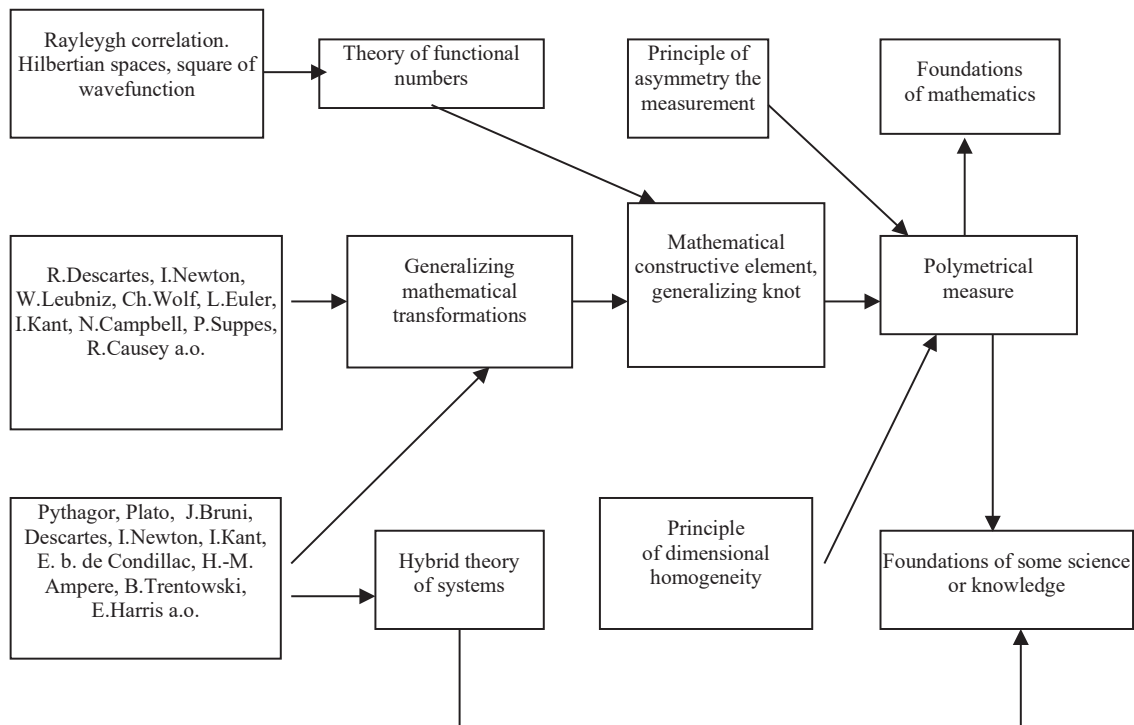 Rayleygh correlation.
Hilbertian spaces, square of
wavefunction
Theory of functional
numbers
Principle of
asymmetry the
measurement
Foundations
of mathematics
R.Descartes, I.Newton,
W.Leubniz, Ch.Wolf, L.Euler,
I.Kant, N.Campbell, P.Suppes,
R.Causey a.o.
Generalizing
mathematical
transformations
Mathematical
constructive element,
generalizing knot
Polymetrical
measure
Pythagor, Plato, J.Bruni,
Descartes, I.Newton, I.Kant,
E. b. de Condillac, H.-M.
Ampere, B.Trentowski,
E.Harris a.o.
Hybrid theory
of systems
Principle
of dimensional
homogeneity
Foundations of some science
or knowledge